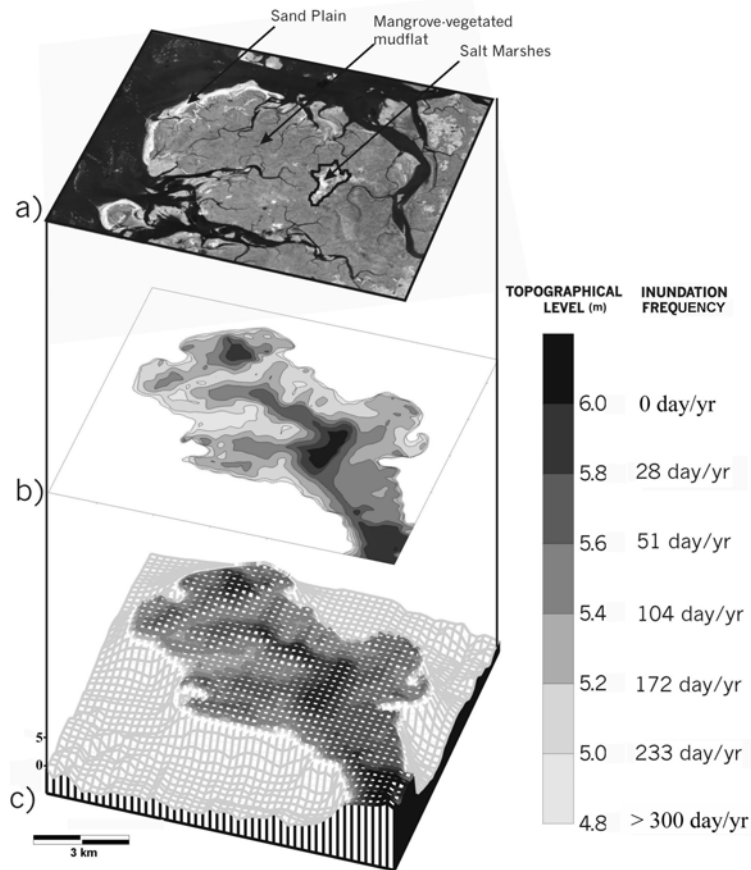 Sand Plain
Mangrove-vegetated
mudflat
Salt Marshes
a)
TOPOGRAPHICAL
LEVEL (m)
INUNDATION
FREQUENCY
6.0 0 day/yr
5.8 28 day/yr
5.6 51 day/yr
5.4 104 day/yr
5.2 172 day/yr
5.0 233 day/yr
4.8 > 300 day/yr
b)
5
0
c)
3 km